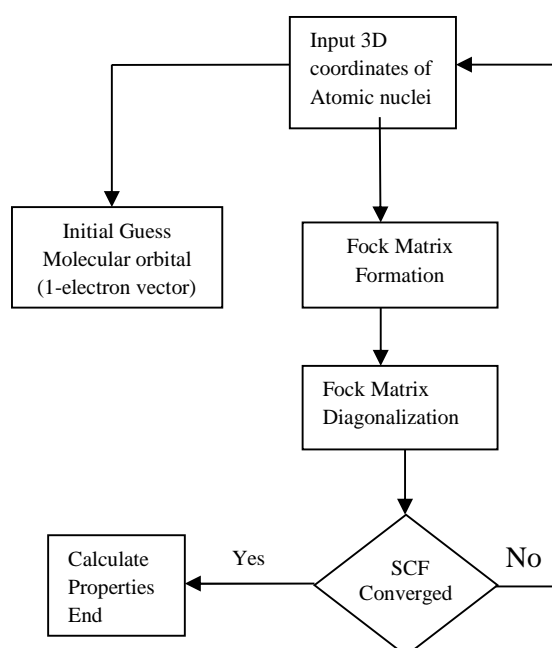 Input 3D
coordinates of
Atomic nuclei
Initial Guess
Molecular orbital
(1-electron vector)
Fock Matrix
Formation
Fock Matrix
Diagonalization
SCF
Converged
Yes
No
Calculate
Properties
End